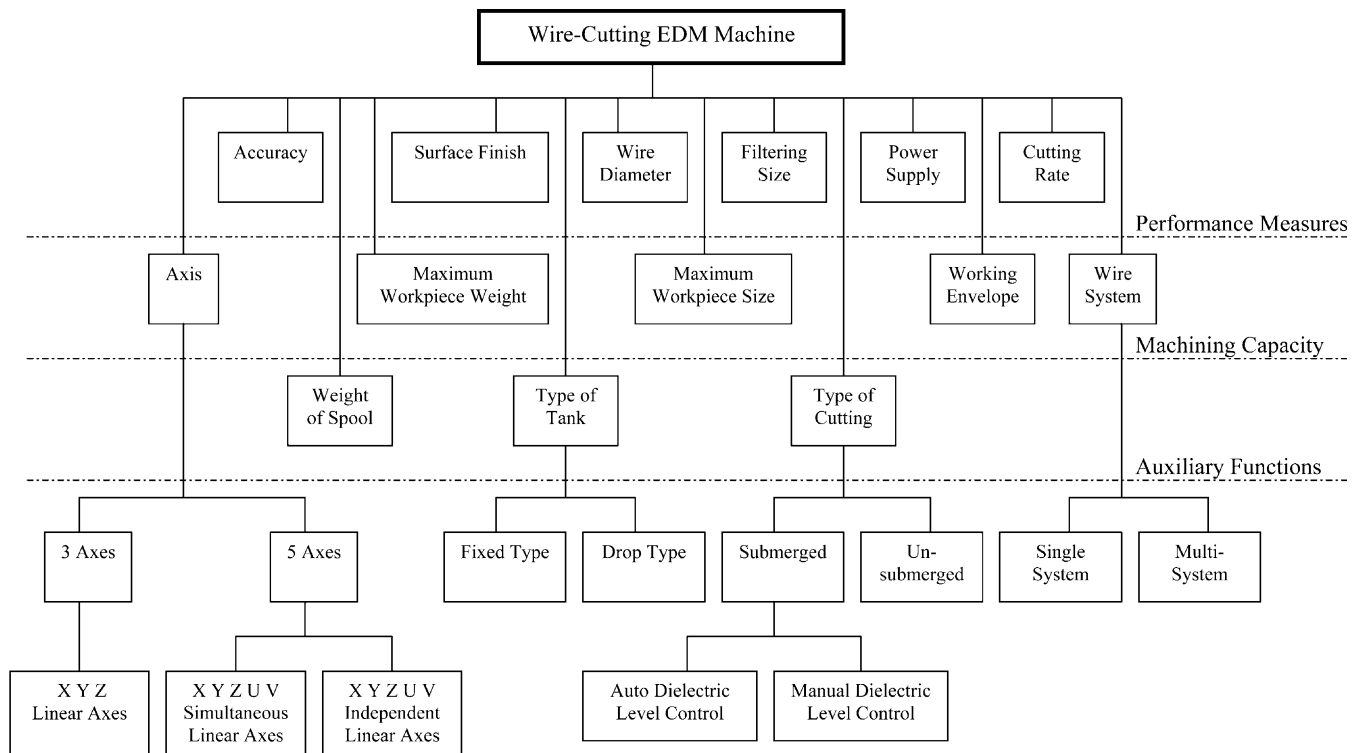 Wire-Cutting EDM Machine
Accuracy
Surface Finish
Wire
Diameter
Filtering
Size
Power
Supply
Cutting
Rate
Performance Measures
Axis
Maximum
Workpiece Weight
Maximum
Workpiece Size
Working
Envelope
Wire
System
Machining Capacity
Weight
of Spool
Type of
Tank
Type of
Cutting
Auxiliary Functions
3 Axes
5 Axes
Fixed Type
Drop Type
Submerged
Un-
submerged
Single
System
Multi-
System
X Y Z
Linear Axes
X Y Z U V
Simultaneous
Linear Axes
X Y Z U V
Independent
Linear Axes
Auto Dielectric
Level Control
Manual Dielectric
Level Control